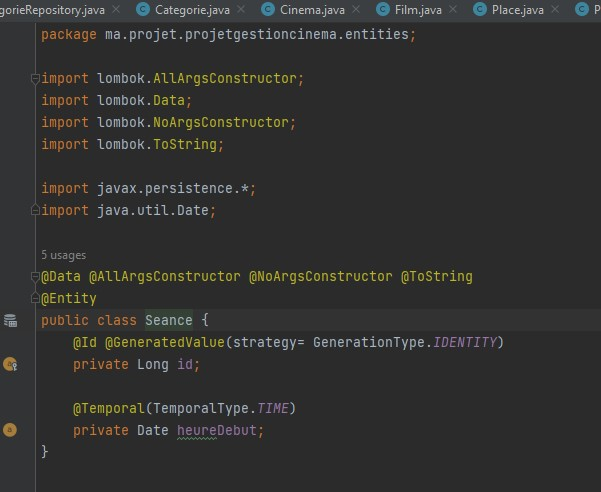 gorieRepository.java Categorie.java Cinema.java Film.java Place.java P
package ma.projet.projetgestioncinema.entities;
import lombok.AllArgsConstructor;
import lombok.Data;
import lombok.NoArgsConstructor;
import lombok.ToString;
import javax.persistence.*;
import java.util.Date;
5 usages
@Data @AllArgsConstructor @NoArgsConstructor @ToString
@Entity
public class Seance {
@Id @GeneratedValue(strategy= GenerationType.IDENTITY)
private Long id;
@Temporal(TemporalType.TIME)
private Date heureDebut;
}